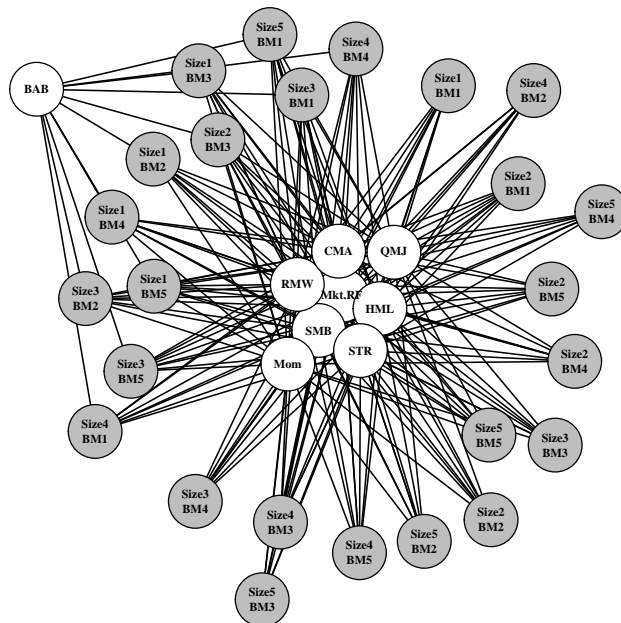 Size5
BM1
Size4
BM4
Size1
BM3
BAB
Size3
BM1
Size1
BM1
Size4
BM2
Size2
BM3
Size1
BM2
Size2
BM1
Size5
BM4
Size1
BM4
CMA
QMJ
RMW
Mkt.RF
HML
Size1
BM5
Size3
BM2
Size2
BM5
SMB
STR
Mom
Size2
BM4
Size3
BM5
Size4
BM1
Size5
BM5
Size3
BM3
Size3
BM4
Size4
BM3
Size2
BM2
Size5
BM2
Size4
BM5
Size5
BM3